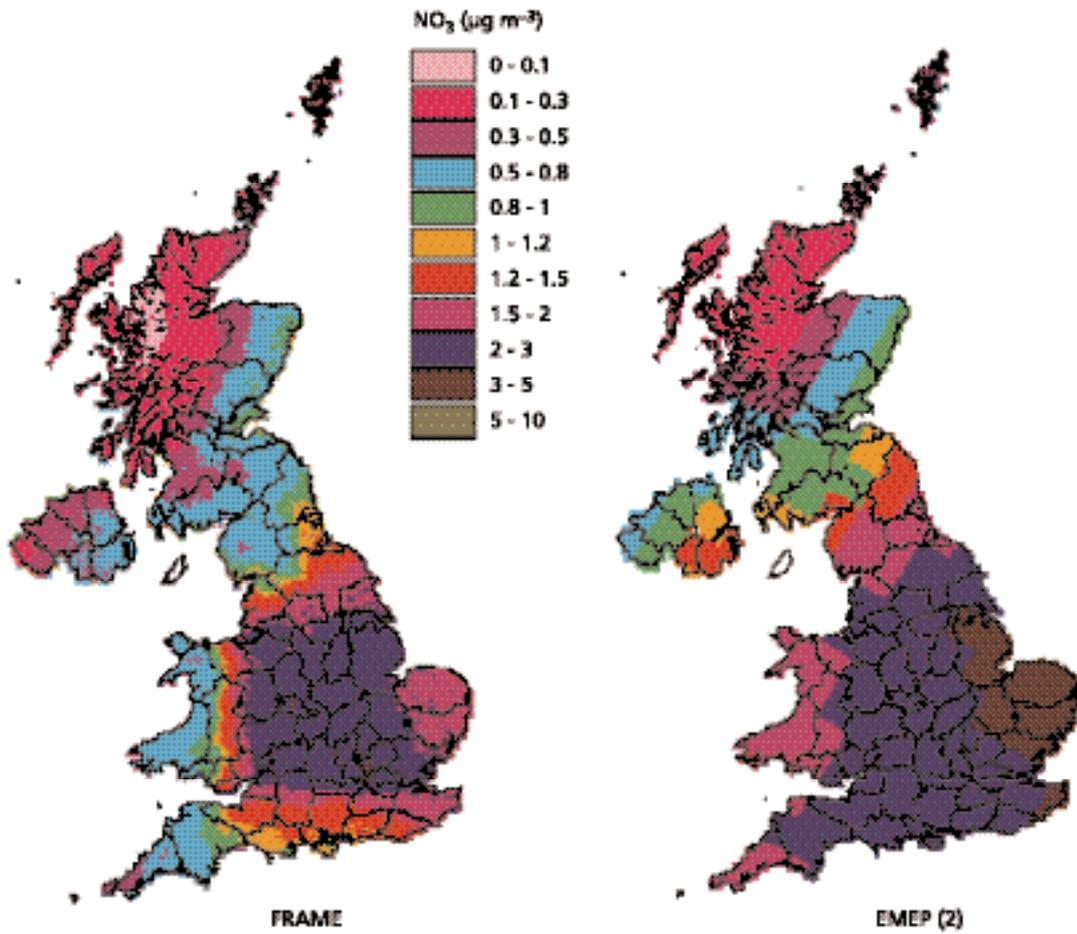 NO₃ (µg m⁻³)
0 - 0.1
0.1 - 0.3
0.3 - 0.5
0.5 - 0.8
0.8 - 1
1 - 1.2
1.2 - 1.5
1.5 - 2
2 - 3
3 - 5
5 - 10
FRAME
EMEP (2)